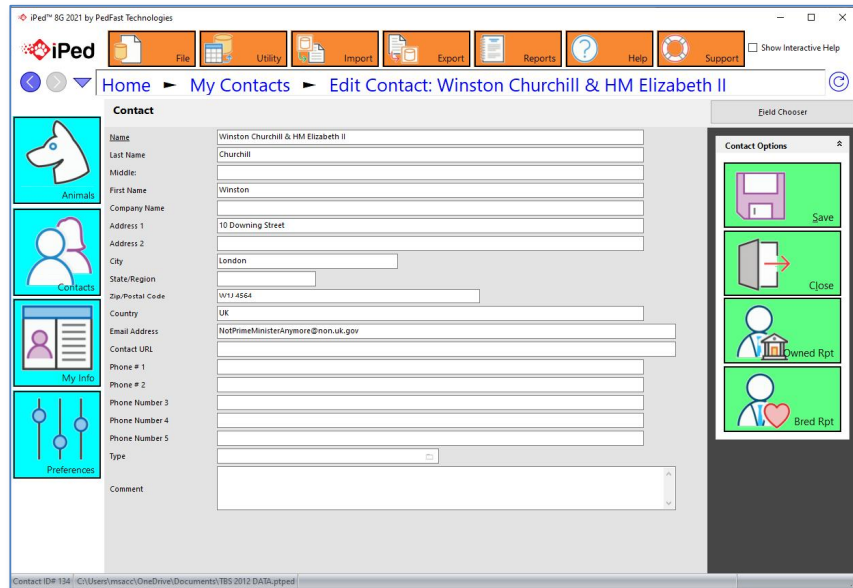 iPed™ 8G 2021 by PedFast Technologies
iPed
File
Utility
Import
Export
Reports
Help
Support
Show Interactive Help
Home ► My Contacts ► Edit Contact: Winston Churchill & HM Elizabeth II
Contact
Field Chooser
Animals
Contacts
My Info
Preferences
Name Winston Churchill & HM Elizabeth II
Last Name Churchill
Middle:
First Name Winston
Company Name
Address 1 10 Downing Street
Address 2
City London
State/Region
Zip/Postal Code W1J 4564
Country UK
Email Address NotPrimeMinisterAnymore@non.uk.gov
Contact URL
Phone # 1
Phone # 2
Phone Number 3
Phone Number 4
Phone Number 5
Type
Comment
Contact Options
Save
Close
Owned Rpt
Bred Rpt
Contact ID# 134 C:\Users\msacc\OneDrive\Documents\TBS 2012 DATA.ptped